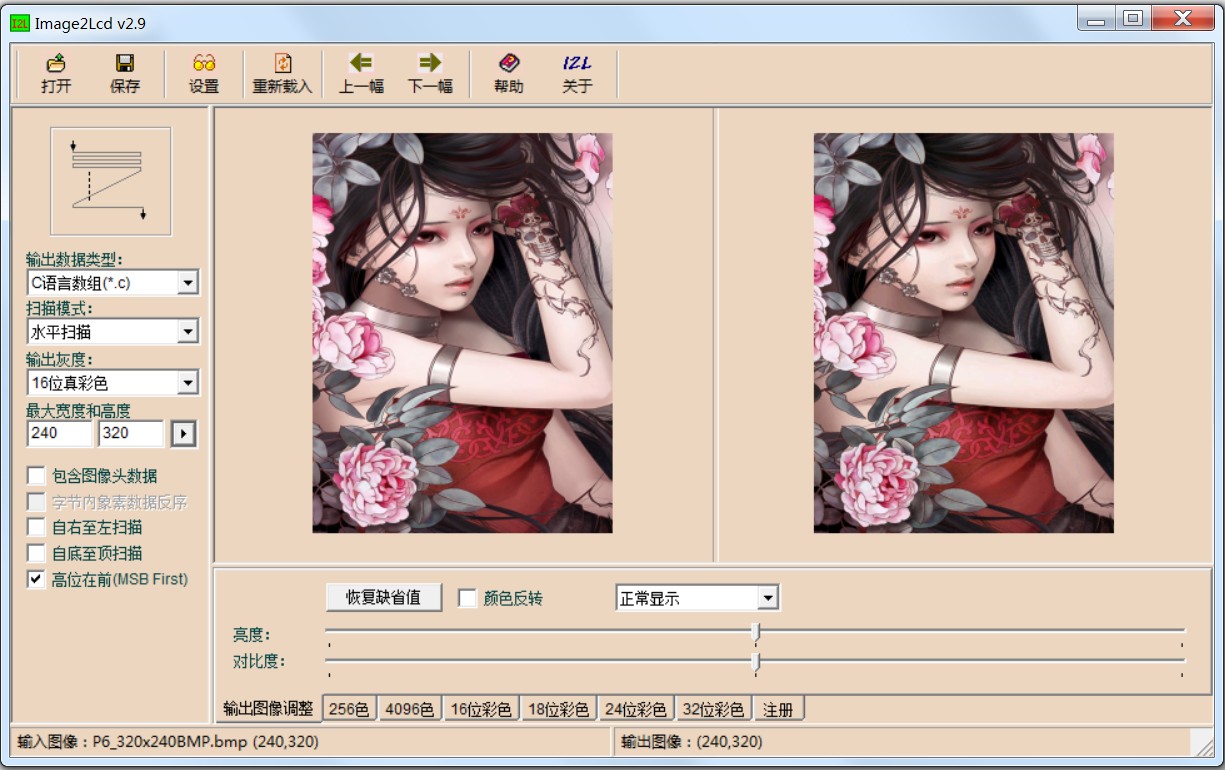 I2L Image2Lcd v2.9
打开 保存 设置 重新载入 上一幅 下一幅 帮助 I2L 关于
输出数据类型:
C语言数组(*.c)
扫描模式:
水平扫描
输出灰度:
16位真彩色
最大宽度和高度
240 320
包含图像头数据
字节内象素数据反序
自右至左扫描
自底至顶扫描
高位在前(MSB First)
恢复缺省值 颜色反转 正常显示
亮度:
对比度:
输出图像调整 256色 4096色 16位彩色 18位彩色 24位彩色 32位彩色 注册
输入图像：P6_320x240BMP.bmp (240,320) 输出图像：(240,320)